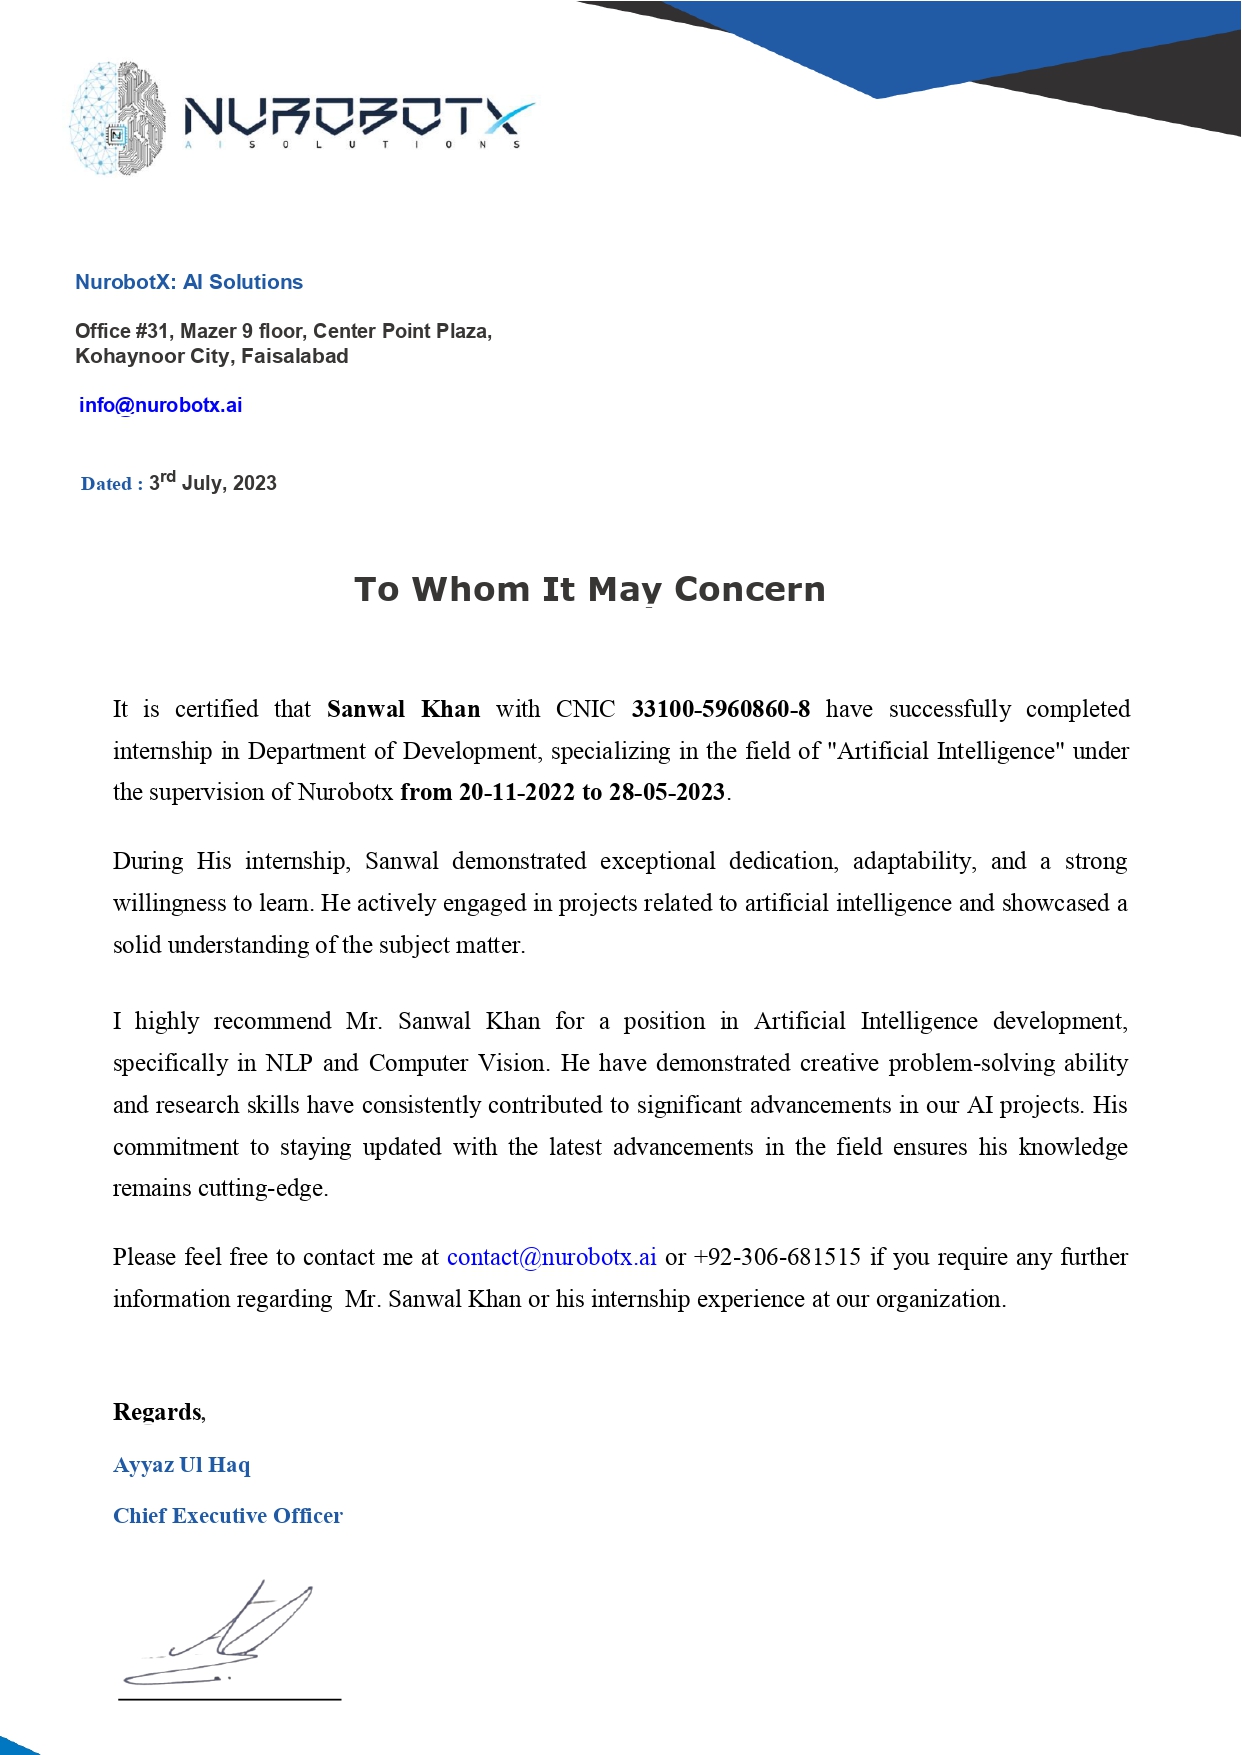 N
NUROBOTX
AI SOLUTIONS
NurobotX: AI Solutions
Office #31, Mazer 9 floor, Center Point Plaza,
Kohaynoor City, Faisalabad
info@nurobotx.ai
Dated : 3rd July, 2023
To Whom It May Concern
It is certified that Sanwal Khan with CNIC 33100-5960860-8 have successfully completed
internship in Department of Development, specializing in the field of "Artificial Intelligence" under
the supervision of Nurobotx from 20-11-2022 to 28-05-2023.
During His internship, Sanwal demonstrated exceptional dedication, adaptability, and a strong
willingness to learn. He actively engaged in projects related to artificial intelligence and showcased a
solid understanding of the subject matter.
I highly recommend Mr. Sanwal Khan for a position in Artificial Intelligence development,
specifically in NLP and Computer Vision. He have demonstrated creative problem-solving ability
and research skills have consistently contributed to significant advancements in our AI projects. His
commitment to staying updated with the latest advancements in the field ensures his knowledge
remains cutting-edge.
Please feel free to contact me at contact@nurobotx.ai or +92-306-681515 if you require any further
information regarding  Mr. Sanwal Khan or his internship experience at our organization.
Regards,
Ayyaz Ul Haq
Chief Executive Officer